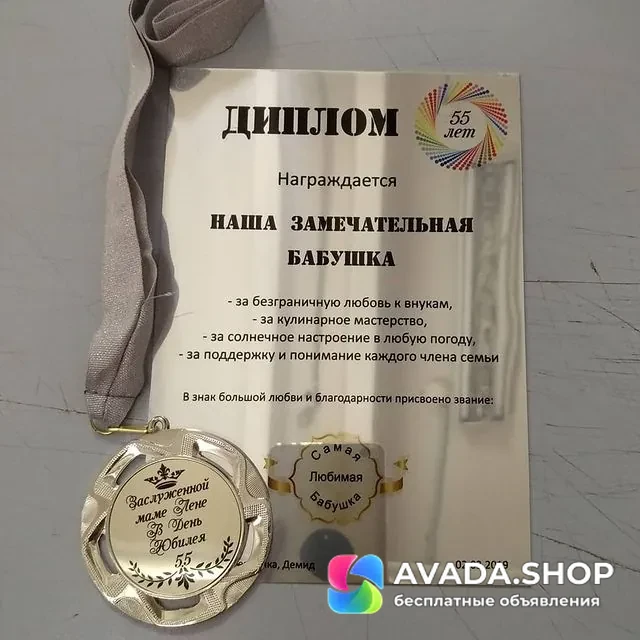 ДИПЛОМ
55
лет
Награждается
НАША ЗАМЕЧАТЕЛЬНАЯ
БАБУШКА
- за безграничную любовь к внукам,
- за кулинарное мастерство,
- за солнечное настроение в любую погоду,
- за поддержку и понимание каждого члена семьи
В знак большой любви и благодарности присвоено звание:
Самая
Любимая
Бабушка
Заслуженной
маме Лене
В День
Юбилея
55
Демид
AVADA.SHOP
бесплатные объявления